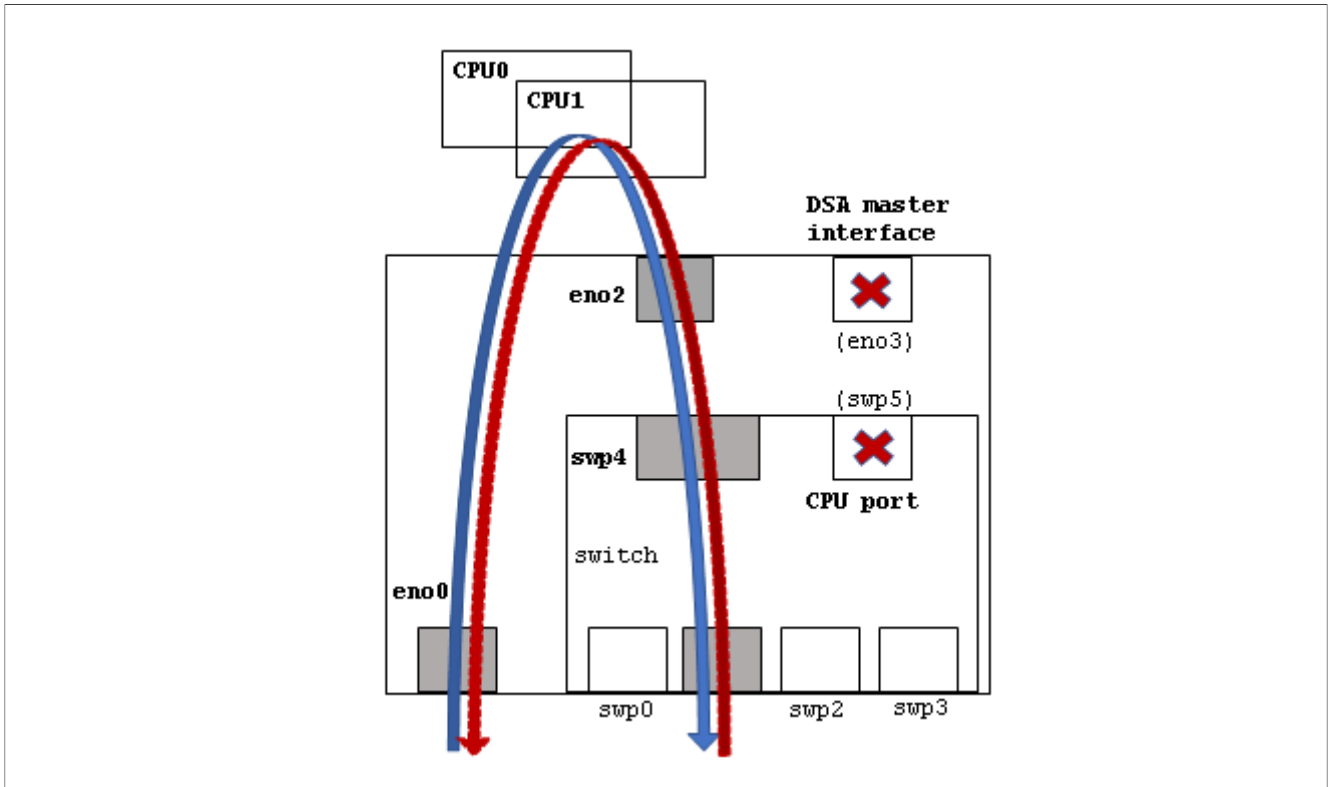 CPU0
CPU1
DSA master
interface
eno2
(eno3)
(swp5)
swp4
CPU port
switch
eno0
swp0
swp2
swp3